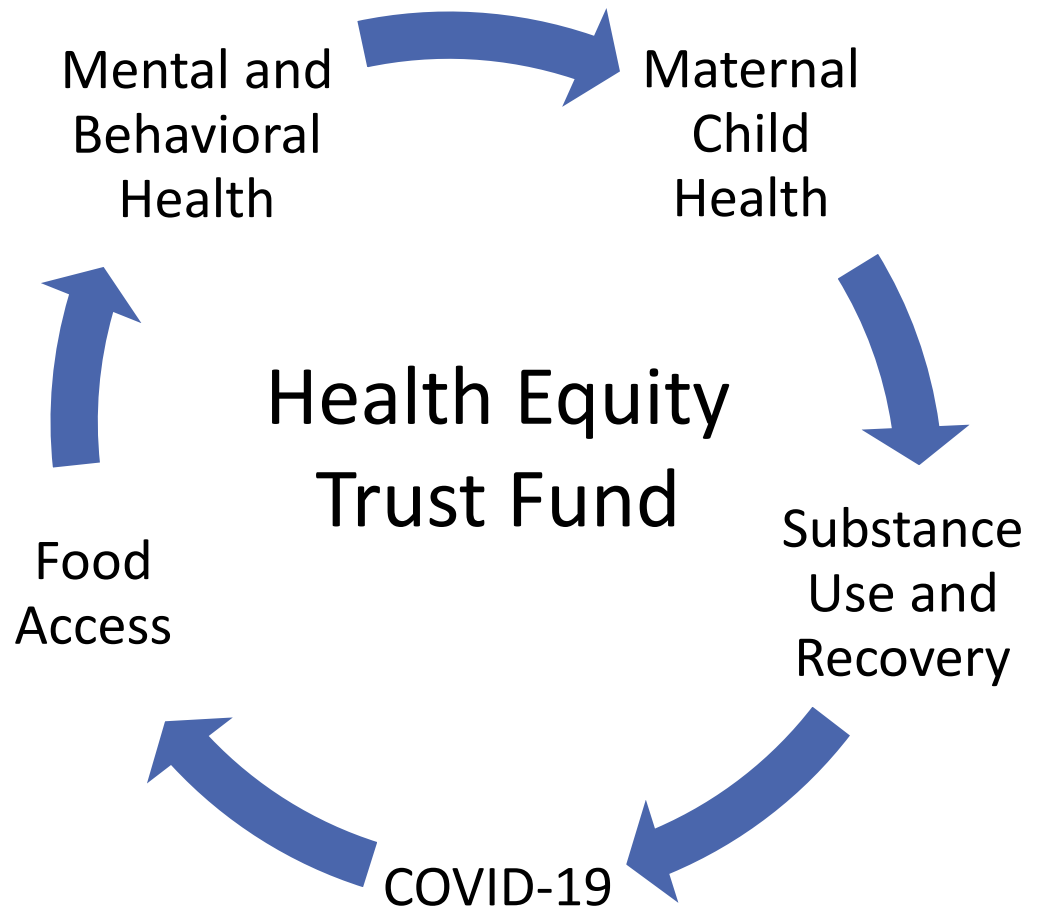 Mental and
Behavioral
Health
Maternal
Child
Health
Health Equity
Trust Fund
Substance
Use and
Recovery
Food
Access
COVID-19